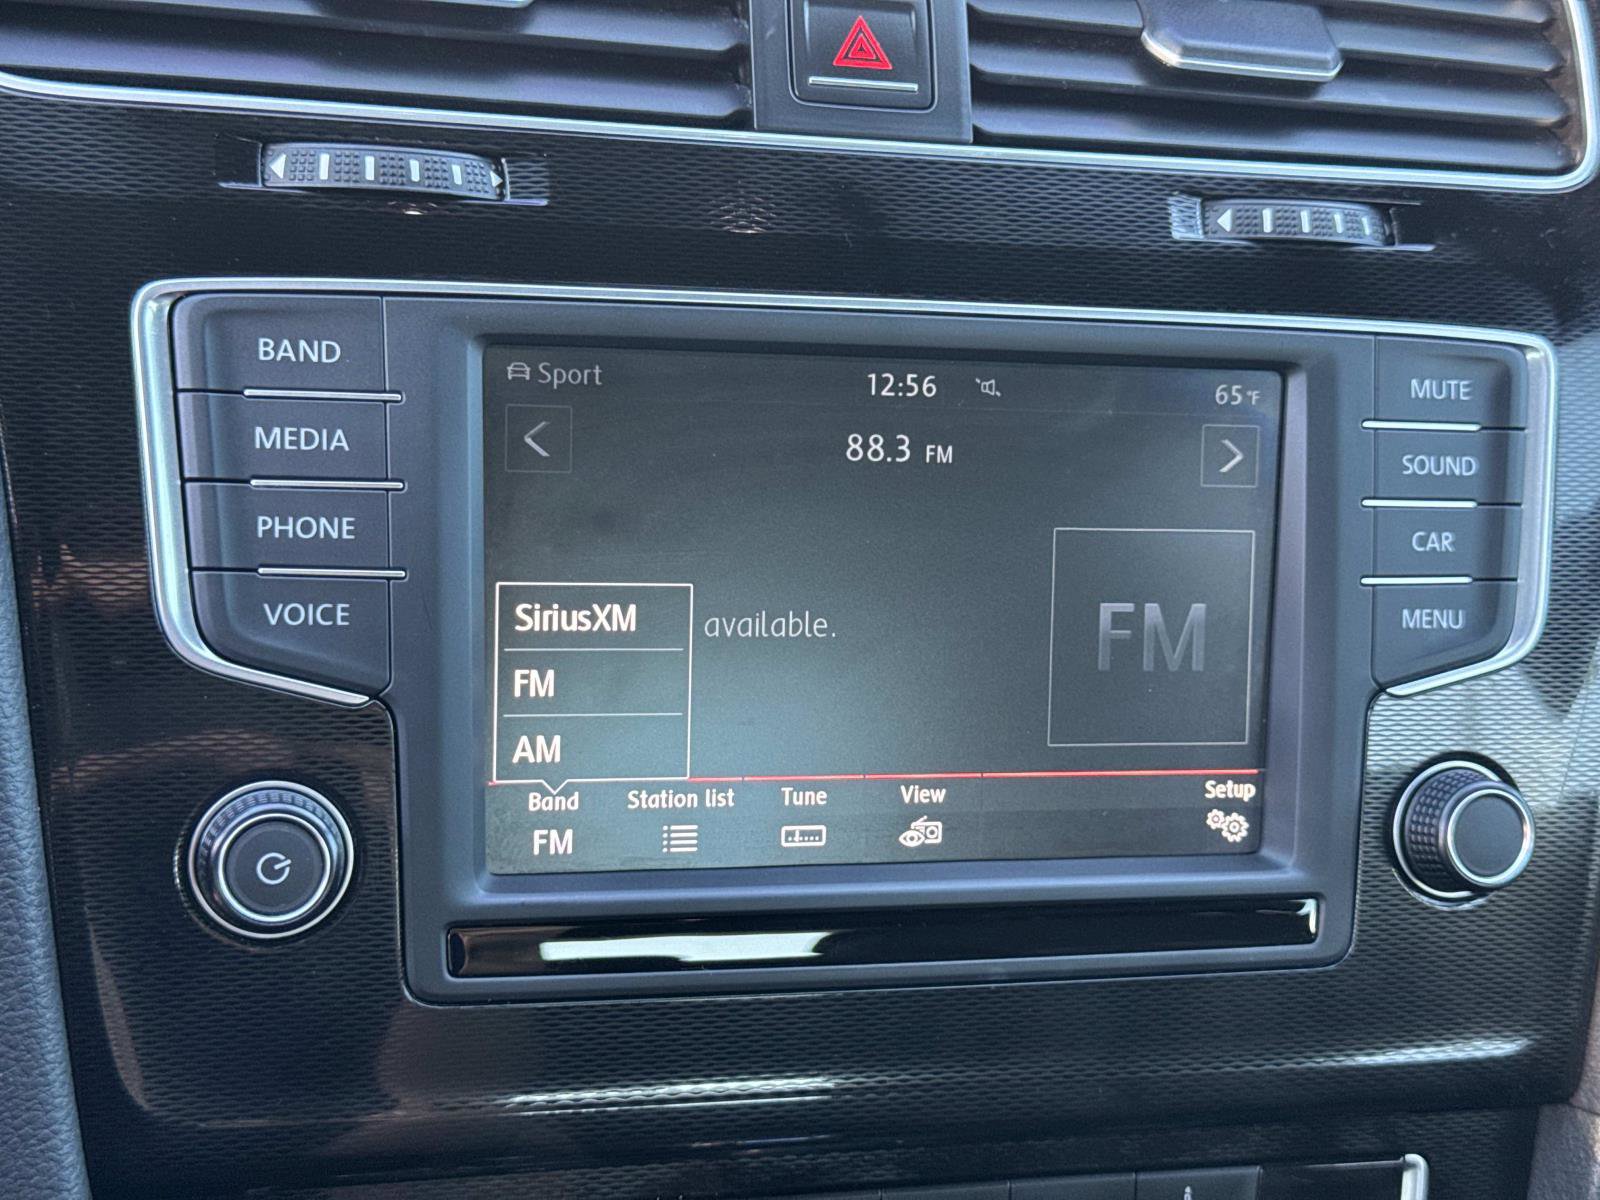 BAND
MEDIA
PHONE
VOICE
Sport
12:56
65°F
88.3 FM
SiriusXM
FM
AM
available.
FM
Band
FM
Station list
Tune
View
Setup
MUTE
SOUND
CAR
MENU